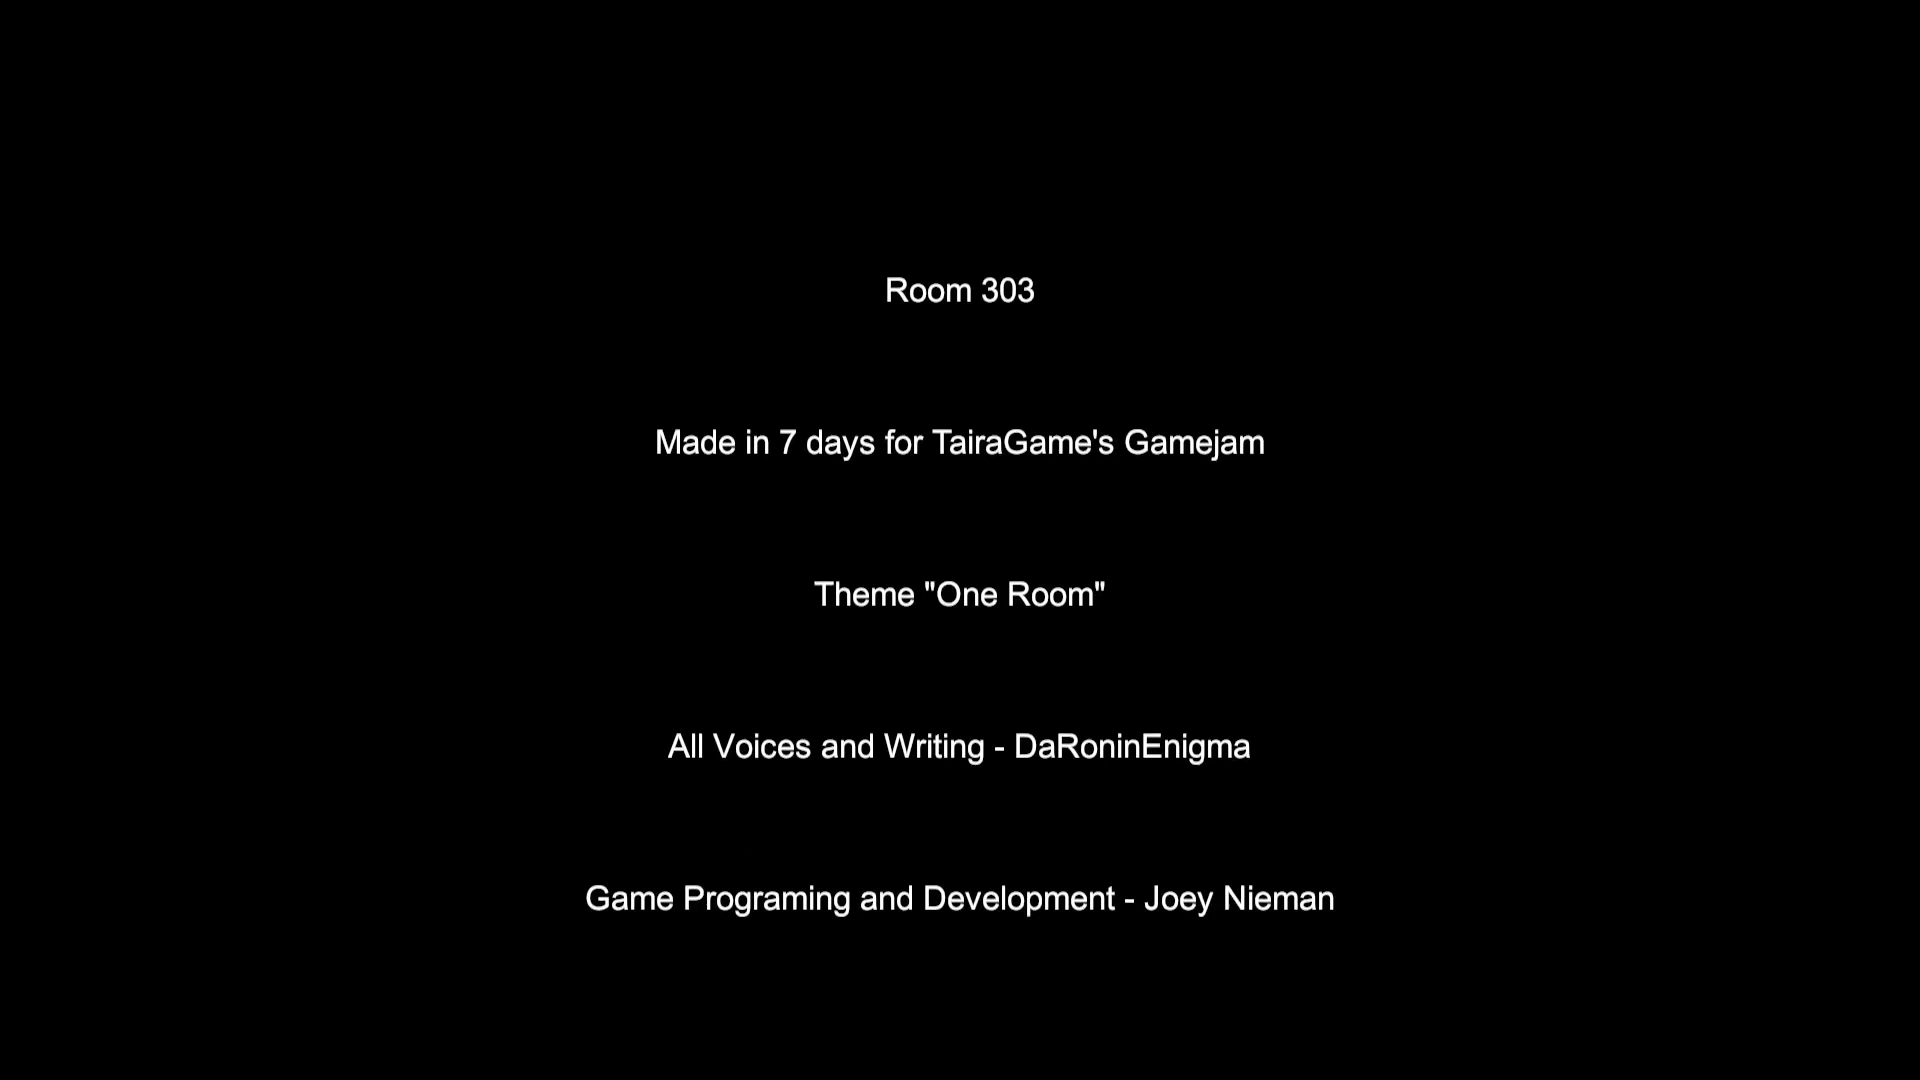 Room 303
Made in 7 days for TairaGame's Gamejam
Theme "One Room"
All Voices and Writing - DaRoninEnigma
Game Programing and Development - Joey Nieman